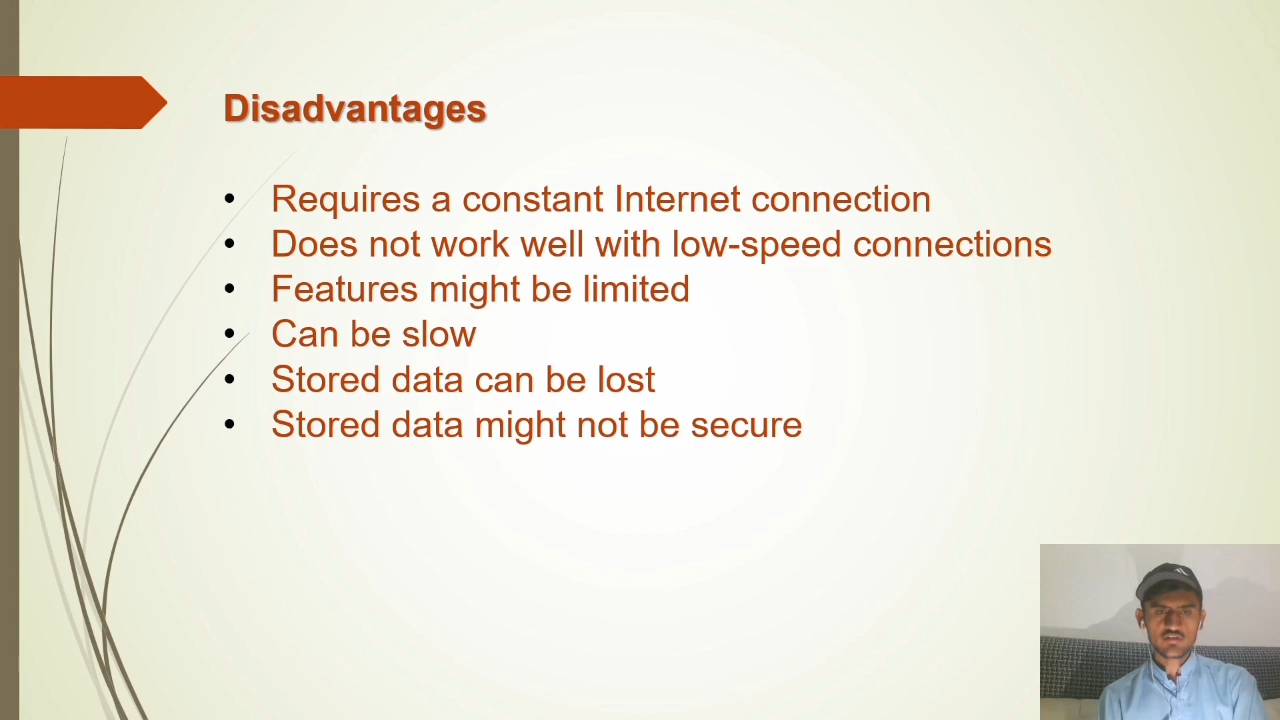 Disadvantages
• Requires a constant Internet connection
• Does not work well with low-speed connections
• Features might be limited
• Can be slow
• Stored data can be lost
• Stored data might not be secure